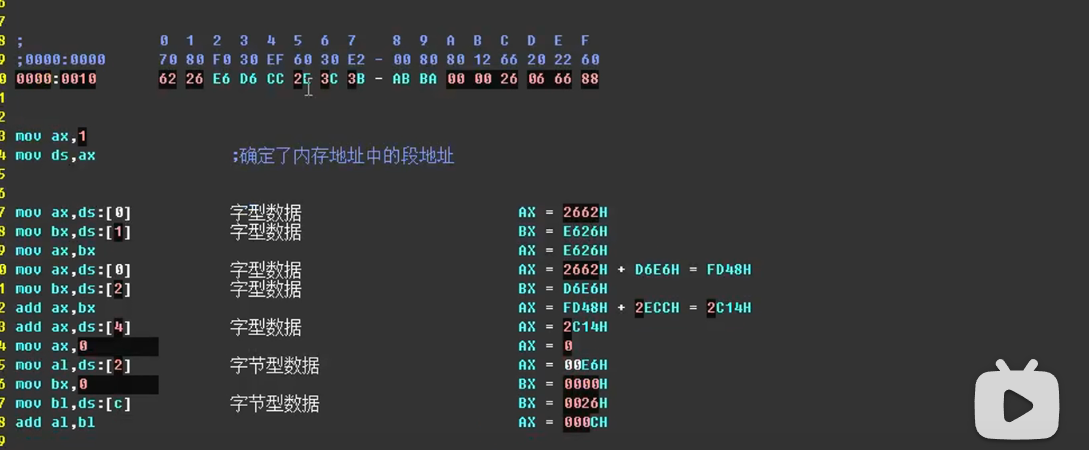 6
7
8 ; 0 1 2 3 4 5 6 7 8 9 A B C D E F
9 ;0000:0000 70 80 F0 30 EF 60 30 E2 - 00 80 80 12 66 22 60
0 0000:0010 62 26 E6 D6 CC 2E 3C 3B - AB BA 00 00 26 06 66 88
1
2
3 mov ax,1
4 mov ds,ax ;确定了内存地址中的段地址
5
6
7 mov ax,ds:[0] 字型数据 AX = 2662H
8 mov bx,ds:[1] 字型数据 BX = E626H
9 mov ax,bx AX = E626H
0 mov ax,ds:[0] 字型数据 AX = 2662H + D6E6H = FD48H
1 mov bx,ds:[2] 字型数据 BX = D6E6H
2 add ax,bx AX = FD48H + 2ECCH = 2C14H
3 add ax,ds:[4] 字型数据 AX = 2C14H
4 mov ax,0 AX = 0
5 mov al,ds:[2] 字节型数据 AX = 00E6H
6 mov bx,0 BX = 0000H
7 mov bl,ds:[c] 字节型数据 BX = 0026H
8 add al,bl AX = 000CH
9